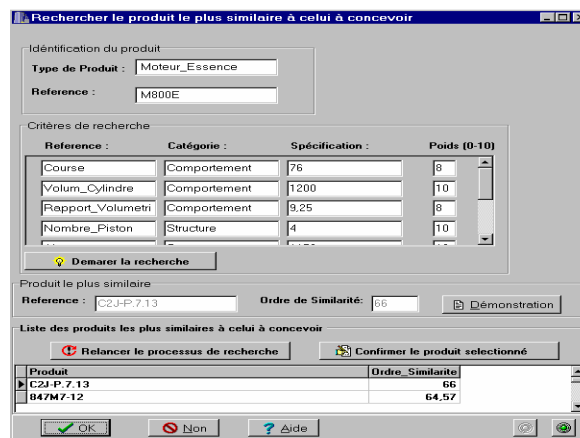 Rechercher le produit le plus similaire à celui à concevoir
Idéntification du produit
Type de Produit : Moteur_Essence
Reference : M800E
Critères de recherche
Reference : Catégorie : Spécification : Poids (0-10)
Course Comportement 76 8
Volum_Cylindre Comportement 1200 10
Rapport_Volumetri Comportement 9,25 8
Nombre_Piston Structure 4 10
Demarer la recherche
Produit le plus similaire
Reference : C2J-P.7.13 Ordre de Similarité: 66 Démonstration
Liste des produits les plus similaires à celui à concevoir
Relancer le processus de recherche Confirmer le produit selectionné
Produit Ordre_Similarite
C2J-P.7.13 66
847M7-12 64,57
OK Non Aide